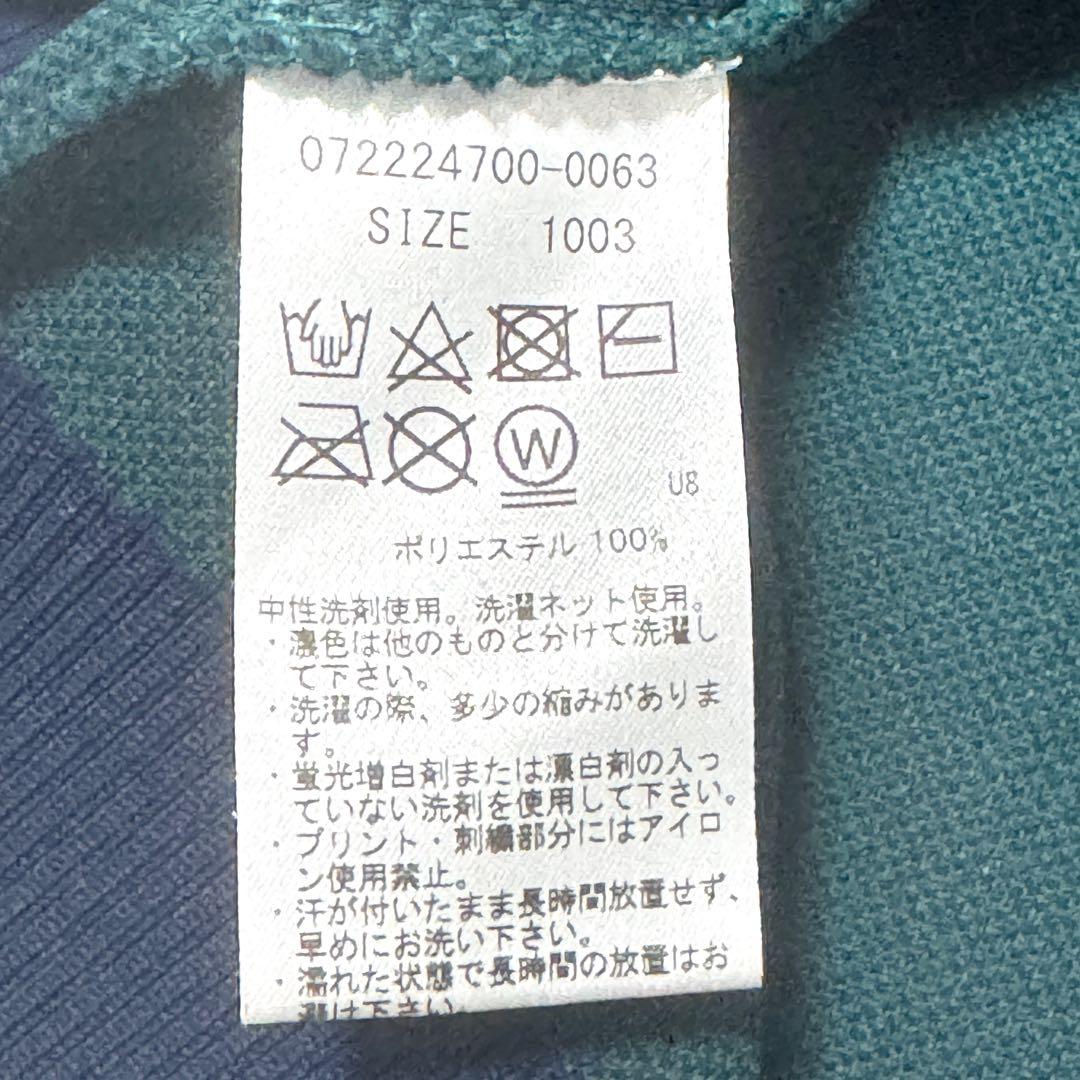 072224700-0063
SIZE 1003
W
U8
ポリエステル 100%
中性洗剤使用。洗濯ネット使用。
・濃色は他のものと分けて洗濯し
て下さい。
・洗濯の際、多少の縮みがありま
す。
・蛍光増白剤または漂白剤の入っ
ていない洗剤を使用して下さい。
・プリント・刺繍部分にはアイロ
ン使用禁止。
・汗が付いたまま長時間放置せず、
早めにお洗い下さい。
・濡れた状態で長時間の放置はお
避け下さい。